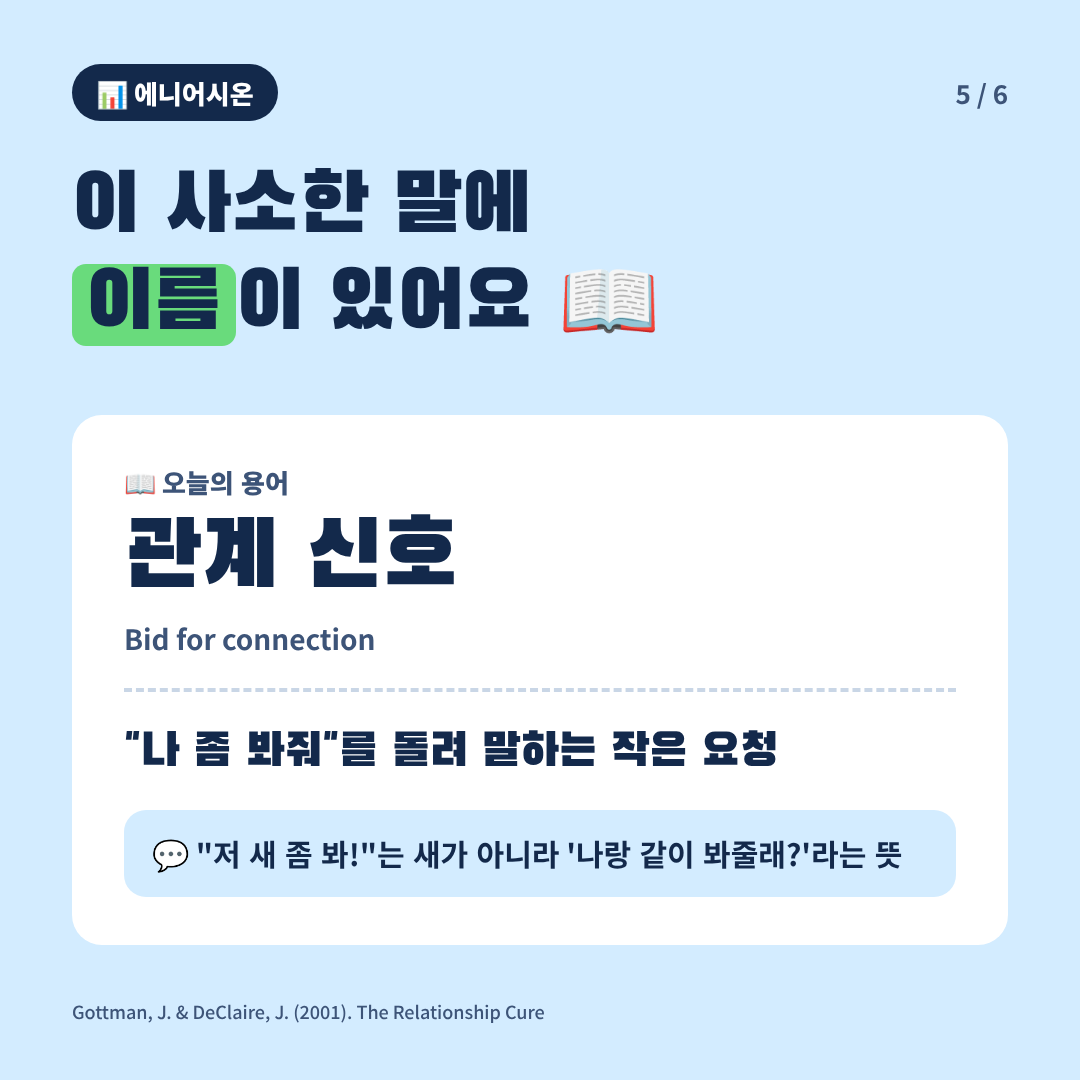 📊 에니어시온
5 / 6
이 사소한 말에
이름이 있어요 📖
📖 오늘의 용어
관계 신호
Bid for connection
"나 좀 봐줘"를 돌려 말하는 작은 요청
💬 "저 새 좀 봐!"는 새가 아니라 '나랑 같이 봐줄래?'라는 뜻
Gottman, J. & DeClaire, J. (2001). The Relationship Cure